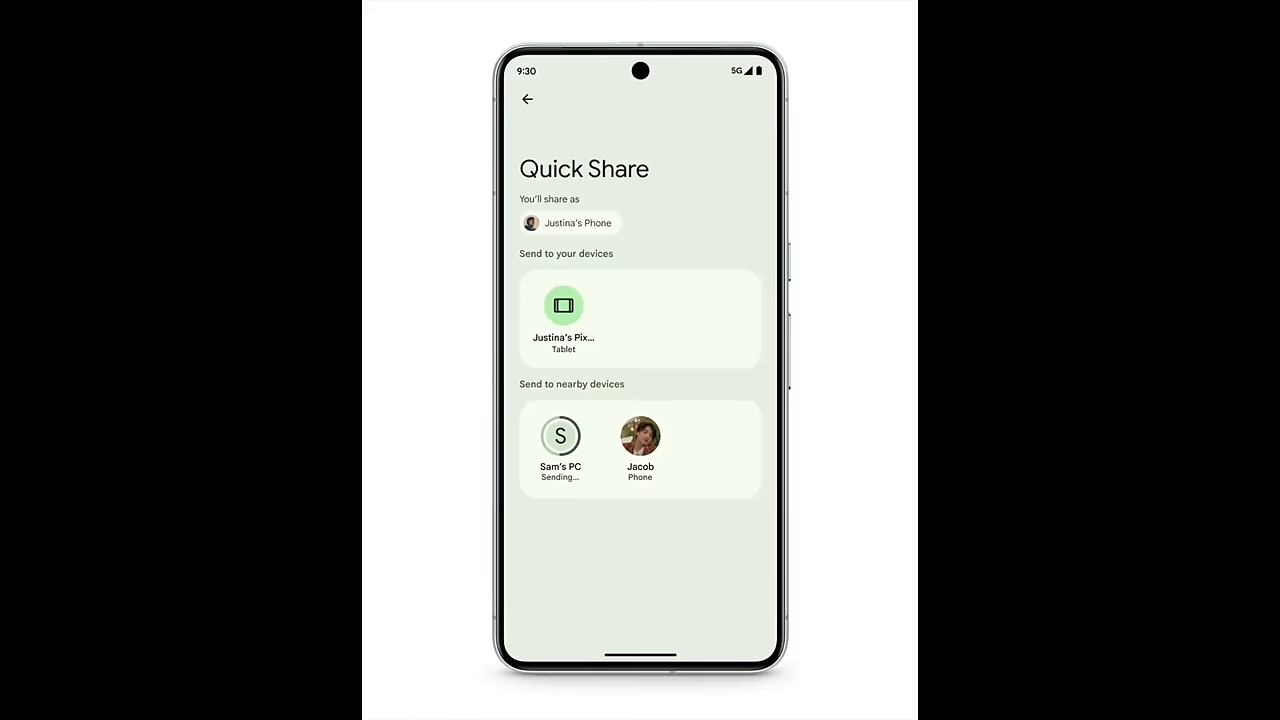 9:30
5G
Quick Share
You'll share as
Justina's Phone
Send to your devices
Justina's Pix...
Tablet
Send to nearby devices
S
Sam's PC
Sending...
Jacob
Phone